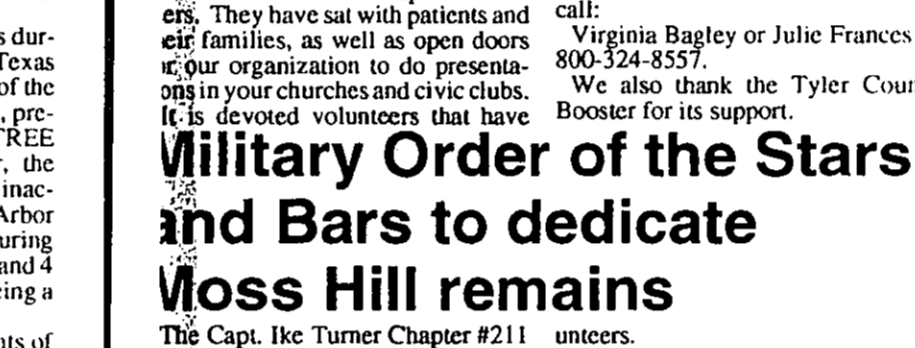 s dur-
Texas
of the
, pre-
TREE
, the
inac-
Arbor
uring
and 4
ing a
nts of
ers. They have sat with patients and
eir families, as well as open doors
our organization to do presenta-
ons in your churches and civic clubs.
It is devoted volunteers that have
call:
Virginia Bagley or Julie Frances
800-324-8557.
We also thank the Tyler Cour
Booster for its support.
Military Order of the Stars
and Bars to dedicate
Moss Hill remains
The Capt. Ike Turner Chapter #211
unteers.